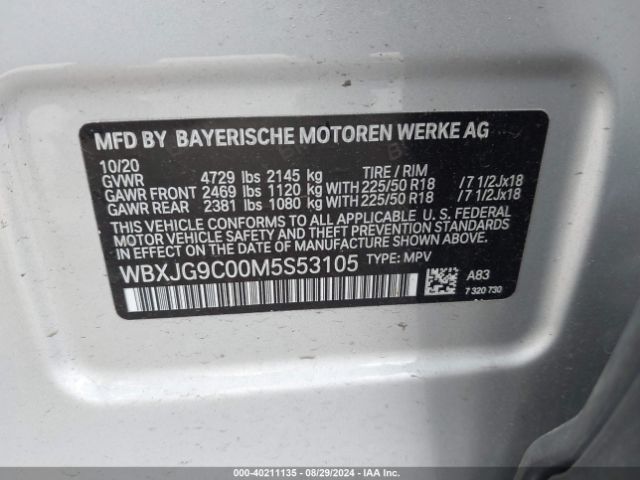 MFD BY BAYERISCHE MOTOREN WERKE AG
10/20
GVWR 4729 lbs 2145 kg TIRE / RIM
GAWR FRONT 2469 lbs 1120 kg WITH 225/50 R18 /7 1/2Jx18
GAWR REAR 2381 lbs 1080 kg WITH 225/50 R18 /7 1/2Jx18
THIS VEHICLE CONFORMS TO ALL APPLICABLE U. S. FEDERAL
MOTOR VEHICLE SAFETY AND THEFT PREVENTION STANDARDS
IN EFFECT ON THE DATE OF MANUFACTURE SHOWN ABOVE.
WBXJG9C00M5S53105 TYPE: MPV
A83
7 320 730
000-40211135 - 08/29/2024 - IAAI.COM